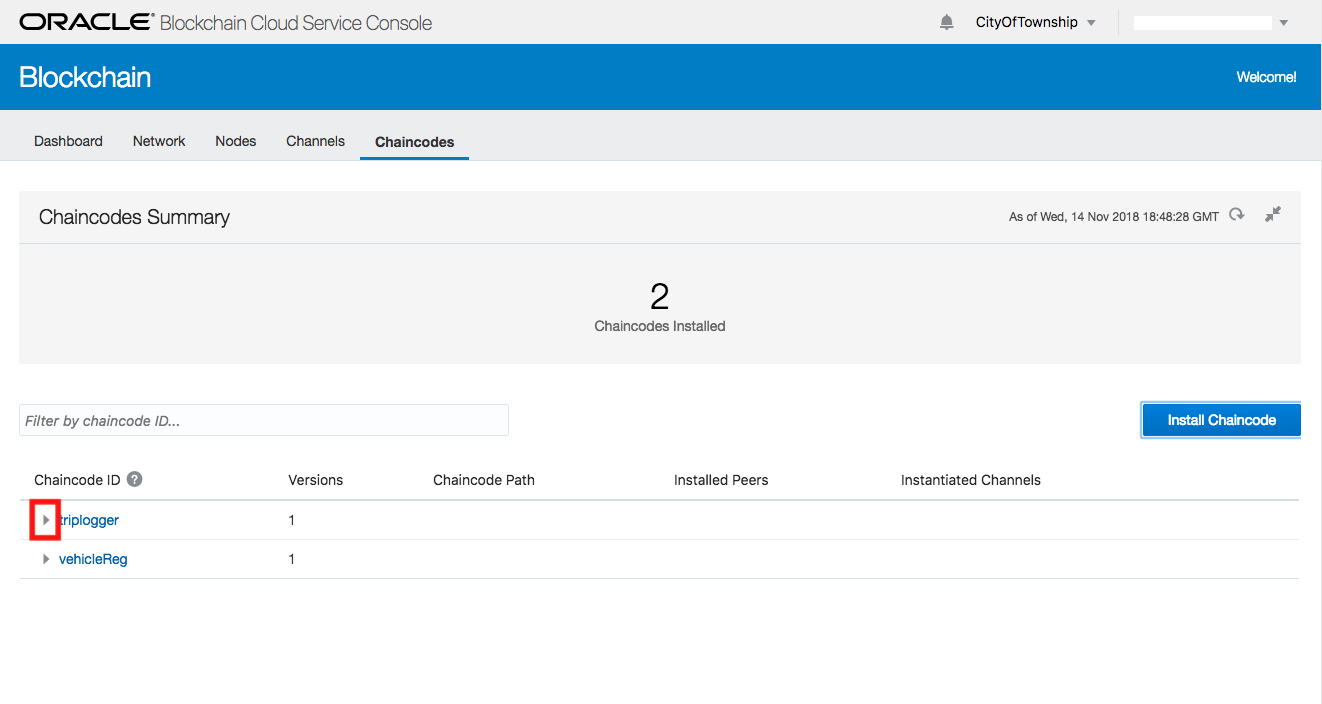 ORACLE® Blockchain Cloud Service Console CityOfTownship
Blockchain Welcome!
Dashboard Network Nodes Channels Chaincodes
Chaincodes Summary As of Wed, 14 Nov 2018 18:48:28 GMT
2
Chaincodes Installed
Filter by chaincode ID... Install Chaincode
Chaincode ID ? Versions Chaincode Path Installed Peers Instantiated Channels
triplogger 1
vehicleReg 1